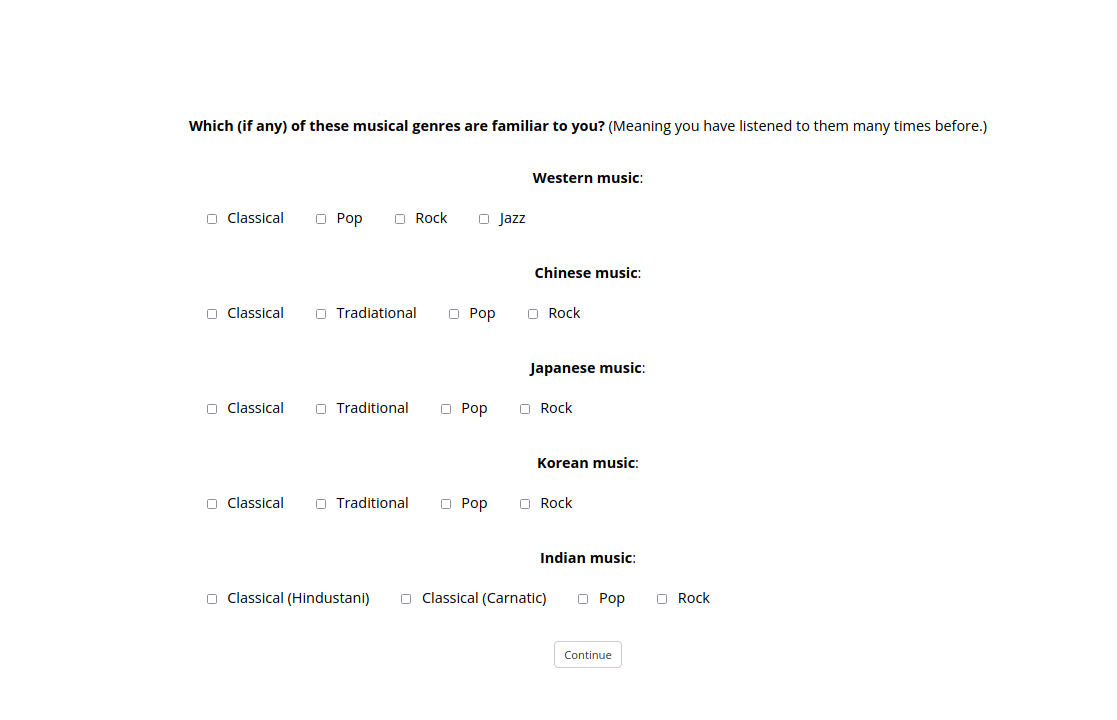 Which (if any) of these musical genres are familiar to you? (Meaning you have listened to them many times before.)
Western music:
Classical Pop Rock Jazz
Chinese music:
Classical Tradiational Pop Rock
Japanese music:
Classical Traditional Pop Rock
Korean music:
Classical Traditional Pop Rock
Indian music:
Classical (Hindustani) Classical (Carnatic) Pop Rock
Continue